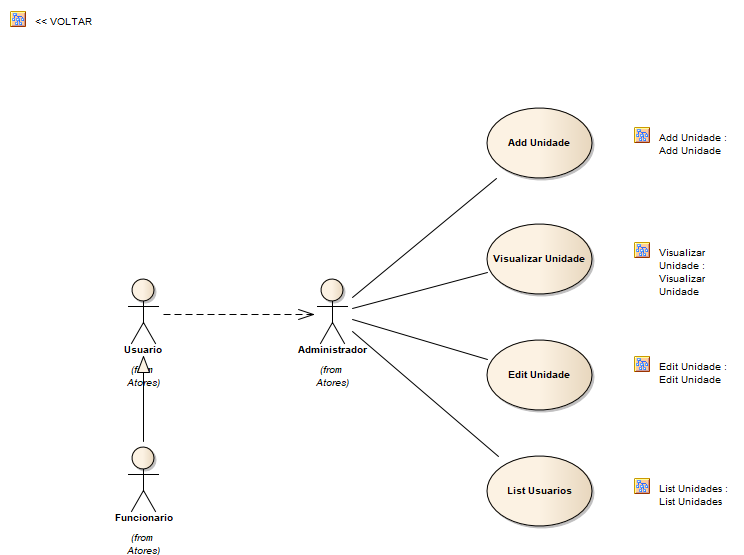 << VOLTAR
Add Unidade
Add Unidade :
Add Unidade
Visualizar Unidade
Visualizar
Unidade :
Visualizar
Unidade
Usuario
(from
Atores)
Administrador
(from
Atores)
Edit Unidade
Edit Unidade :
Edit Unidade
List Usuarios
List Unidades :
List Unidades
Funcionario
(from
Atores)